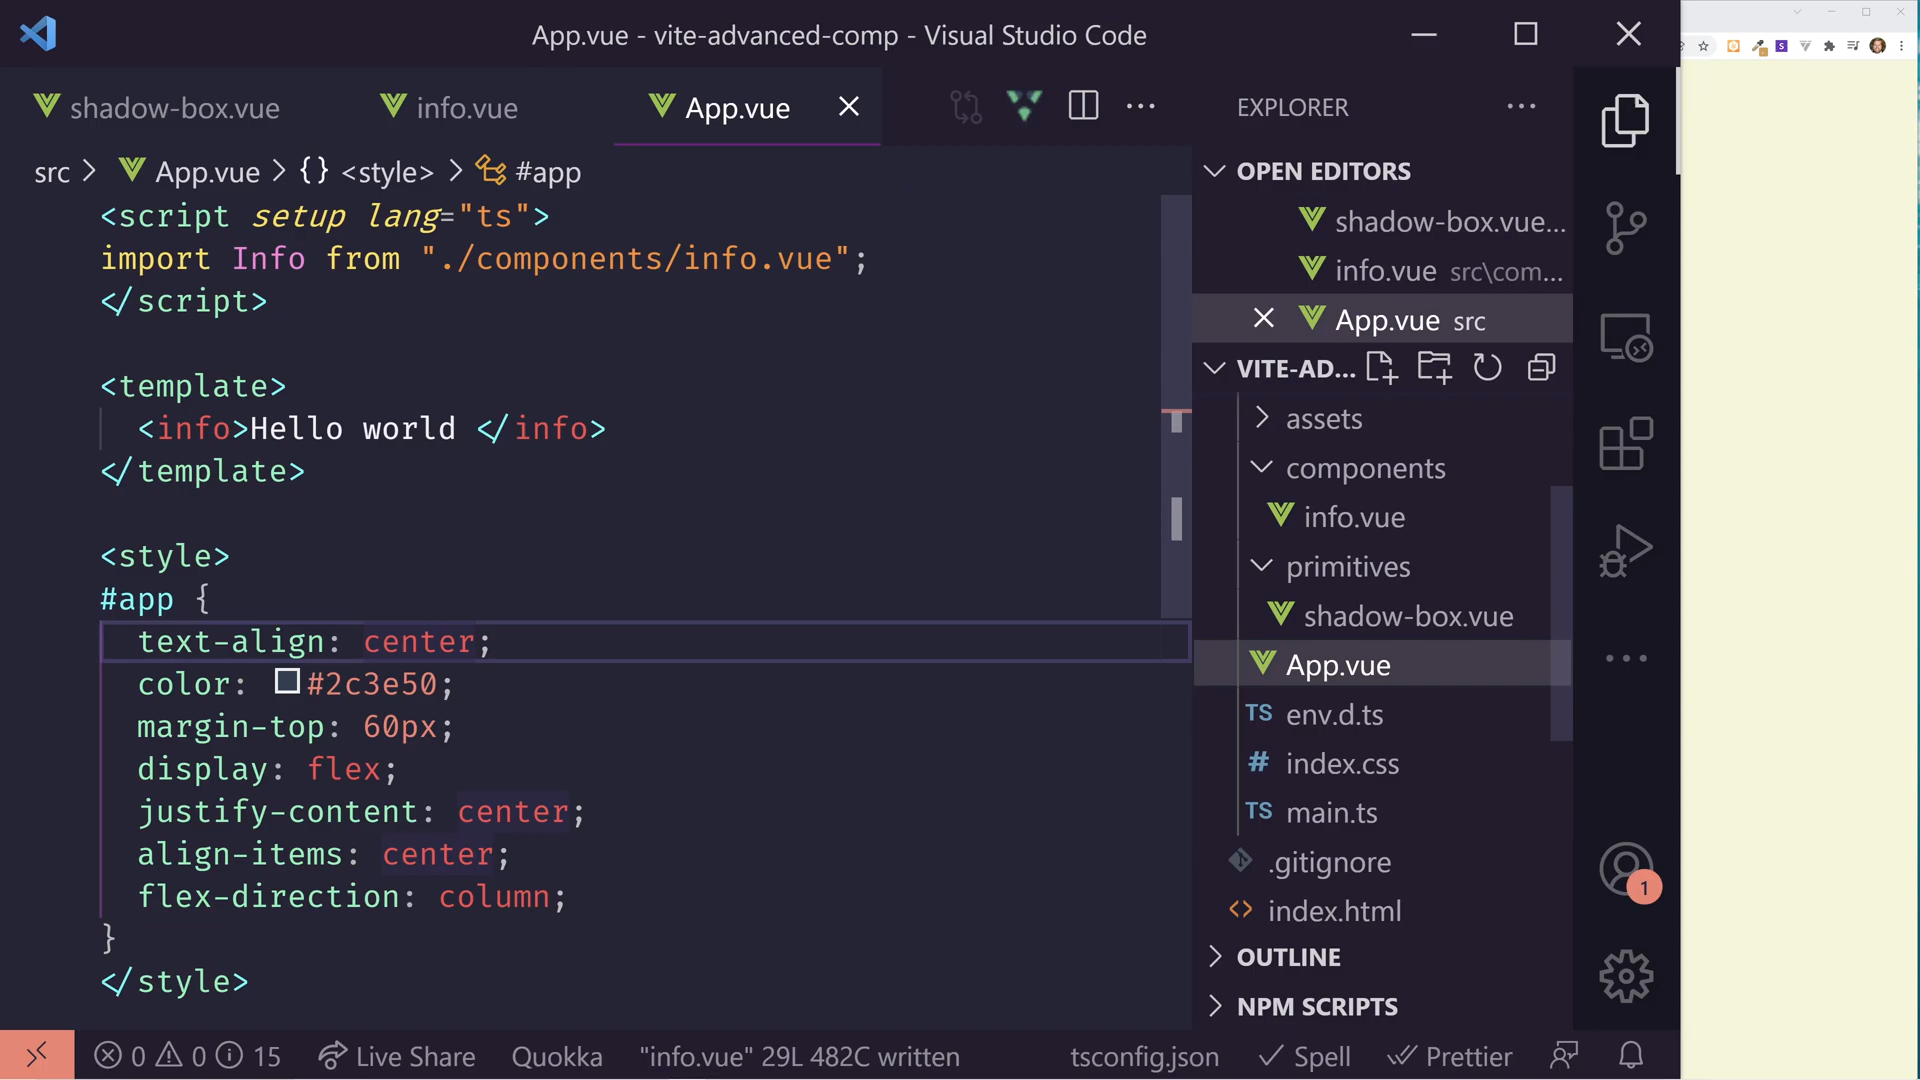 App.vue - vite-advanced-comp - Visual Studio Code
shadow-box.vue
info.vue
App.vue
src > App.vue > {} <style> > #app
<script setup lang="ts">
import Info from "./components/info.vue";
</script>
<template>
<info>Hello world </info>
</template>
<style>
#app {
text-align: center;
color: #2c3e50;
margin-top: 60px;
display: flex;
justify-content: center;
align-items: center;
flex-direction: column;
}
</style>
EXPLORER
OPEN EDITORS
shadow-box.vue...
info.vue src\com...
App.vue src
VITE-AD...
assets
components
info.vue
primitives
shadow-box.vue
App.vue
TS env.d.ts
# index.css
TS main.ts
.gitignore
<> index.html
OUTLINE
NPM SCRIPTS
1
0 0 15 Live Share Quokka "info.vue" 29L 482C written tsconfig.json Spell Prettier